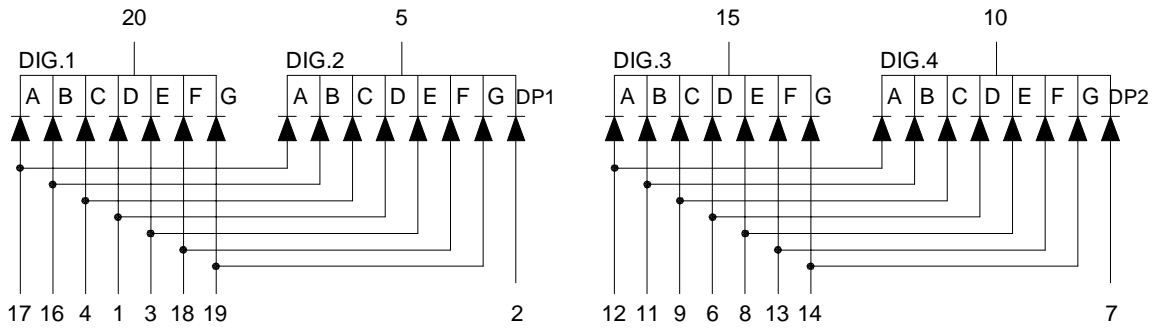 20 5 15 10
DIG.1 DIG.2 DIG.3 DIG.4
A B C D E F G A B C D E F G DP1 A B C D E F G A B C D E F G DP2
17 16 4 1 3 18 19 2 12 11 9 6 8 13 14 7